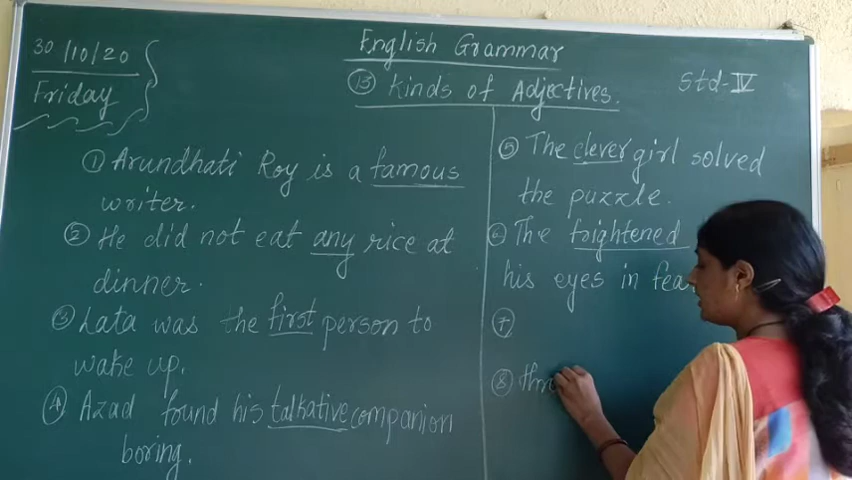 30/10/20
Friday
English Grammar
⑬ Kinds of Adjectives.
Std-IV
① Arundhati Roy is a famous
writer.
② He did not eat any rice at
dinner.
③ Lata was the first person to
wake up.
④ Azad found his talkative companion
boring.
⑤ The clever girl solved
the puzzle.
⑥ The frightened
his eyes in
⑦
⑧